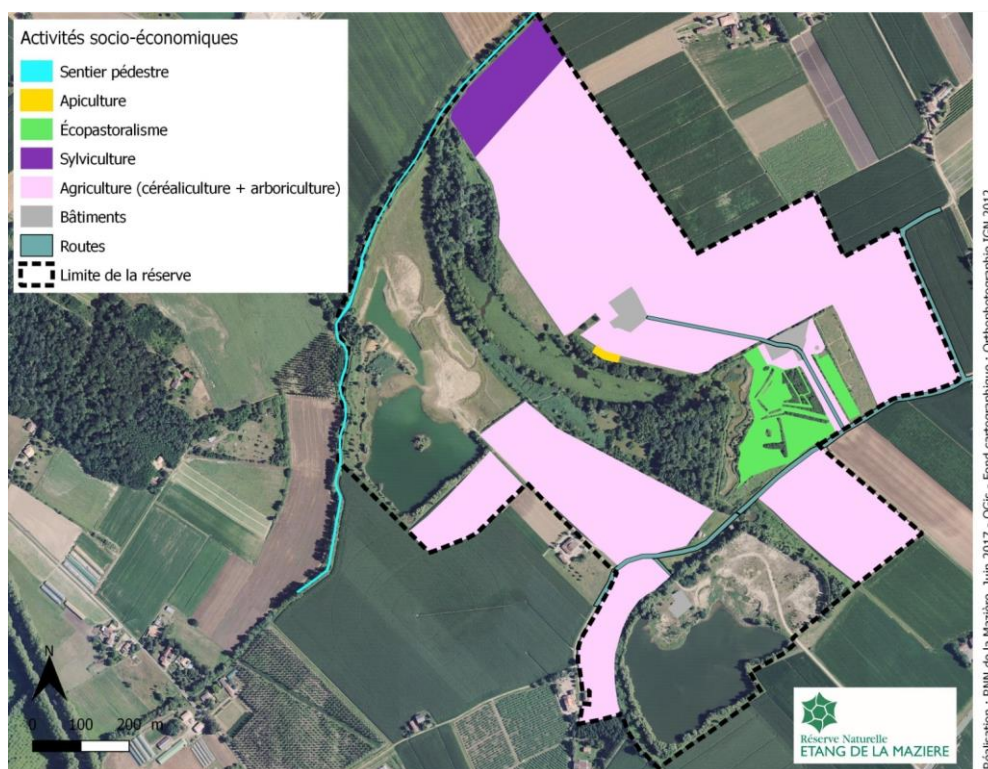 Activités socio-économiques
Sentier pédestre
Apiculture
Écopastoralisme
Sylviculture
Agriculture (céréaliculture + arboriculture)
Bâtiments
Routes
Limite de la réserve
N
0 100 200 m
Réserve Naturelle
ETANG DE LA MAZIERE
Réalisation : RNN de la Mazière, Juin 2017 - QGis - Fond cartographique : Orthophotographie IGN 2012